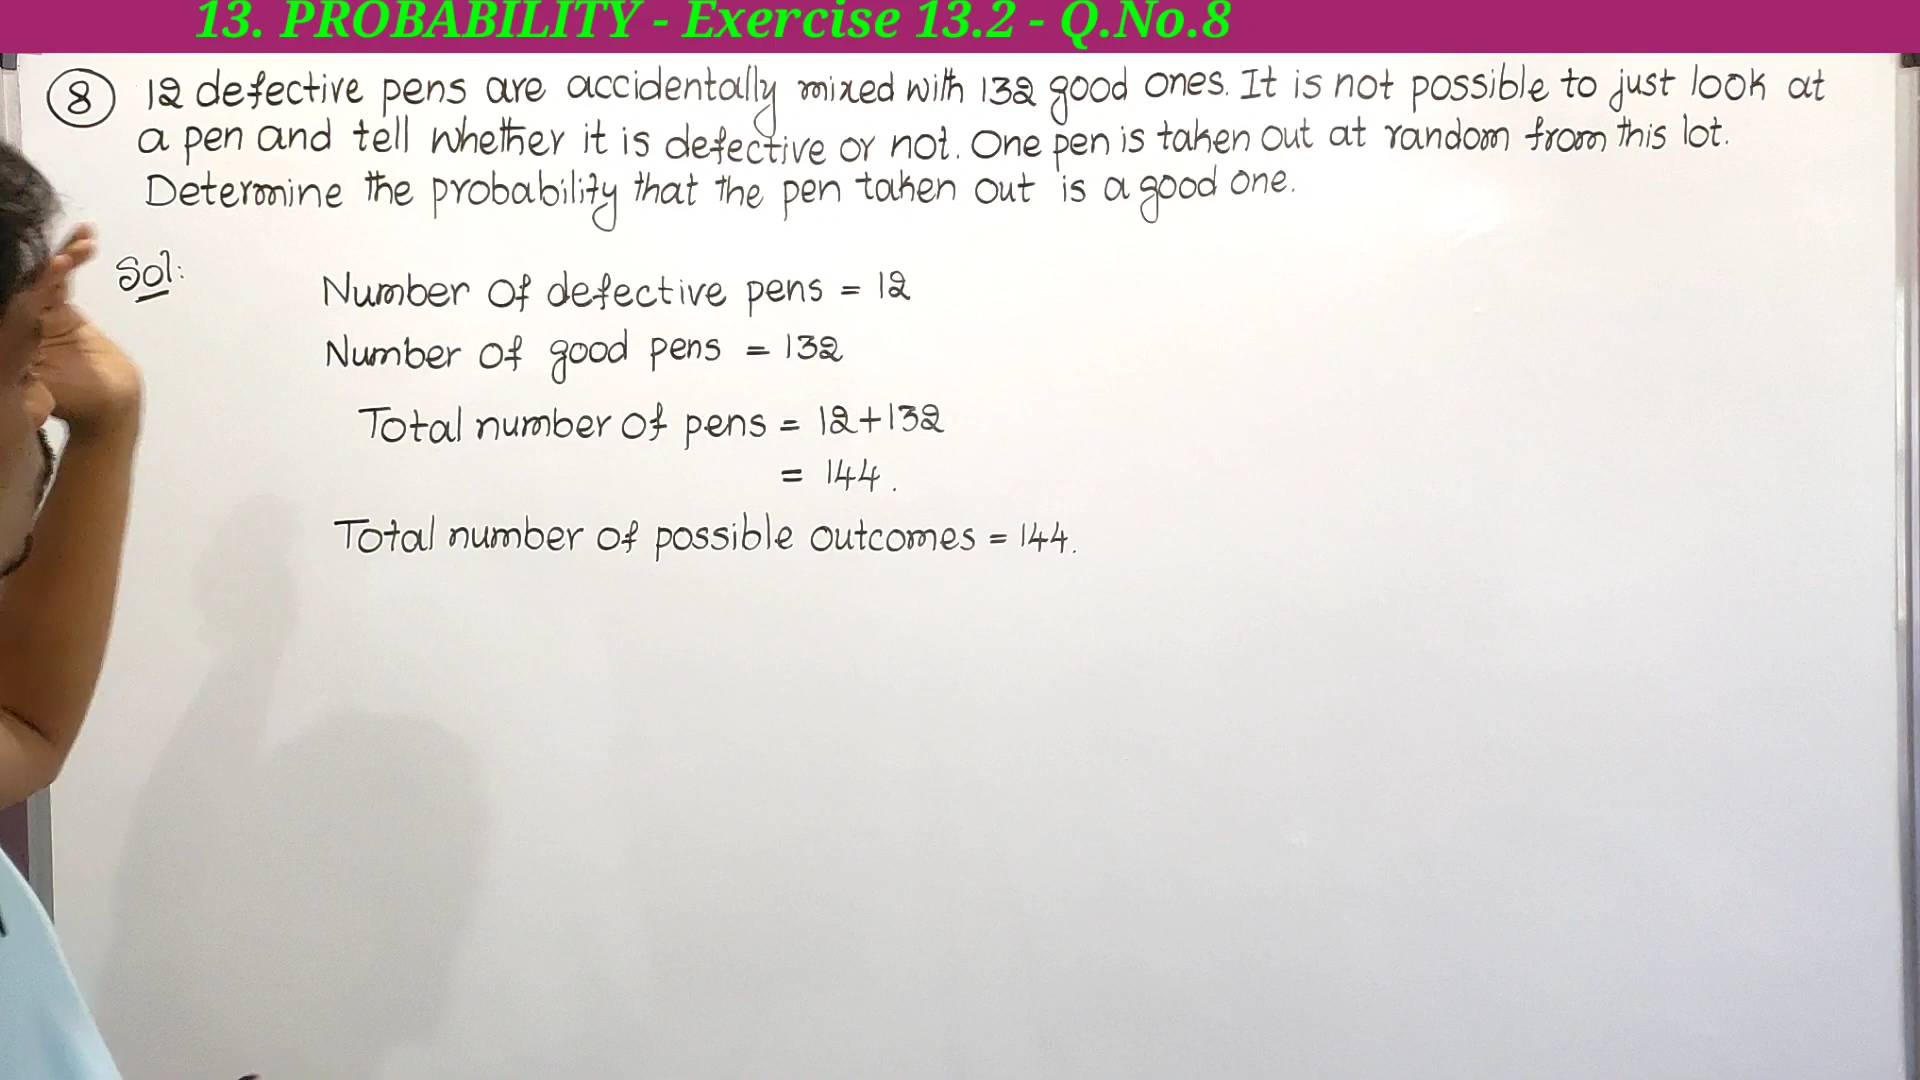 13. PROBABILITY - Exercise 13.2 - Q.No.8
8 12 defective pens are accidentally mixed with 132 good ones. It is not possible to just look at
a pen and tell whether it is defective or not. One pen is taken out at random from this lot.
Determine the probability that the pen taken out is a good one.
Sol:
Number of defective pens = 12
Number of good pens = 132
Total number of pens = 12+132
= 144.
Total number of possible outcomes = 144.